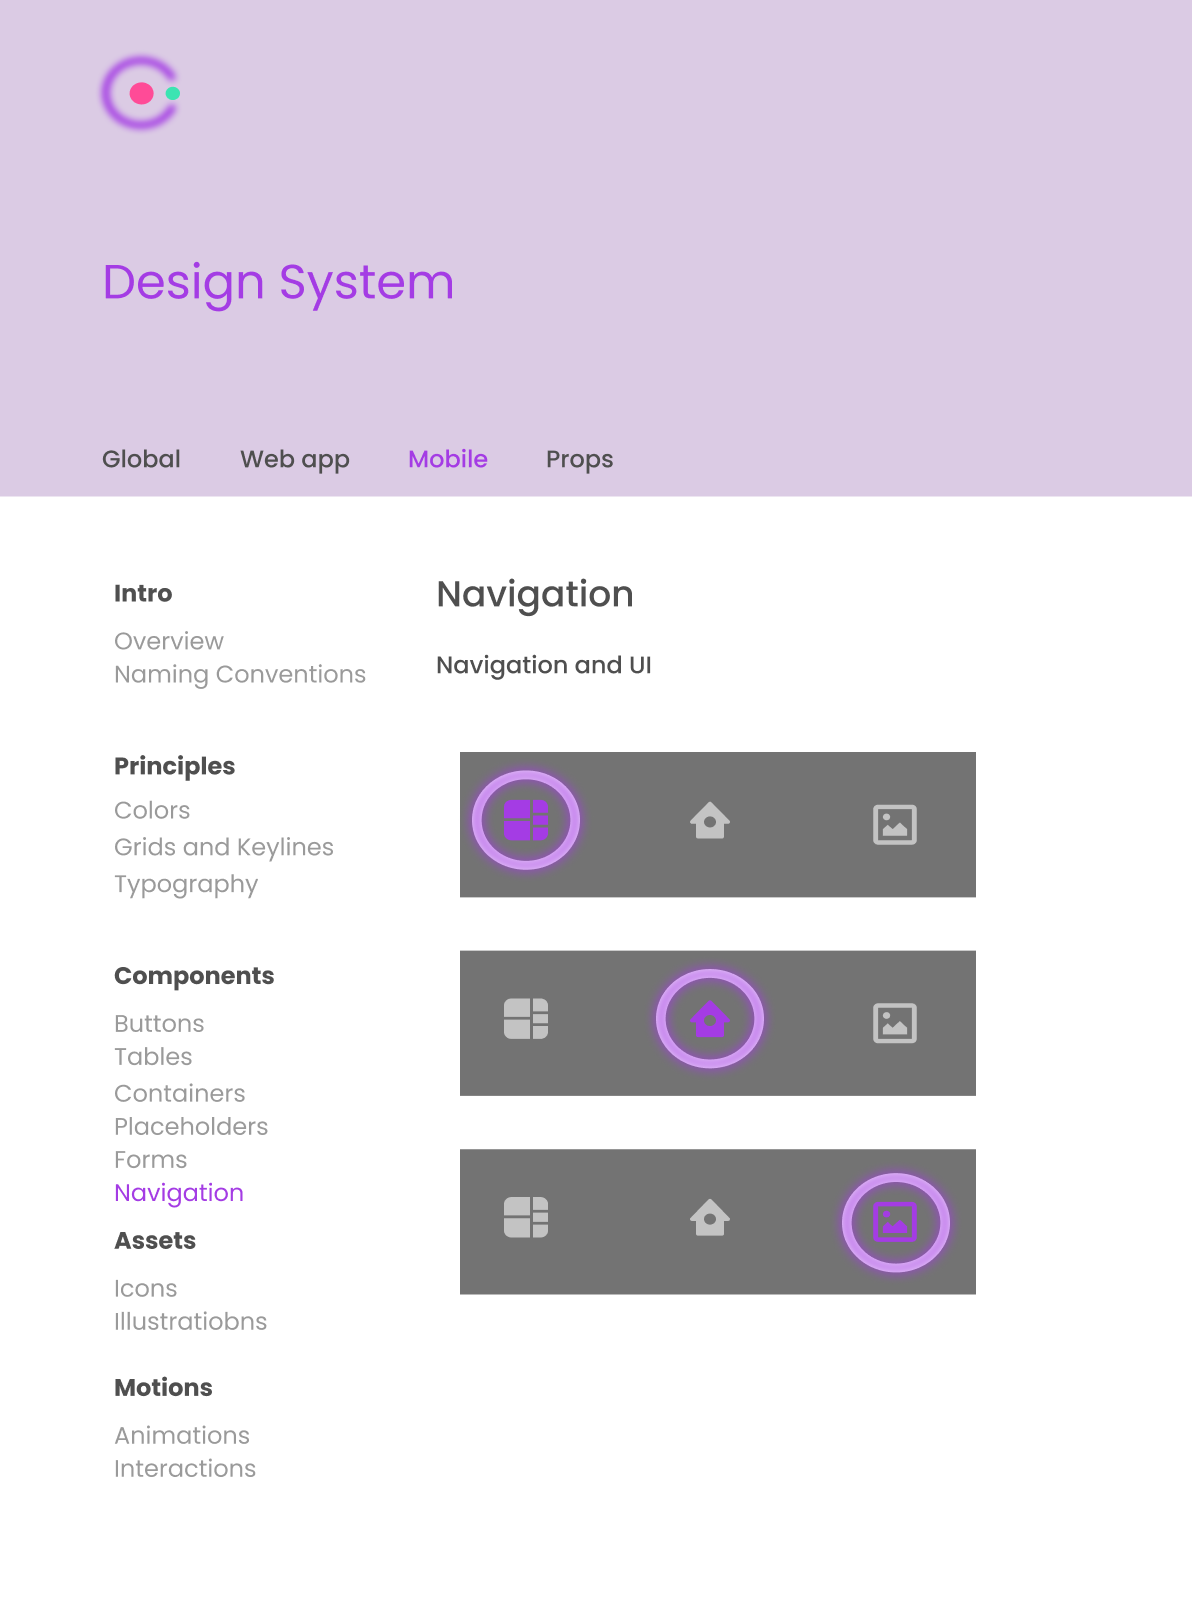 Design System
Global
Web app
Mobile
Props
Intro
Overview
Naming Conventions
Principles
Colors
Grids and Keylines
Typography
Components
Buttons
Tables
Containers
Placeholders
Forms
Navigation
Assets
Icons
Illustratiobns
Motions
Animations
Interactions
Navigation
Navigation and UI